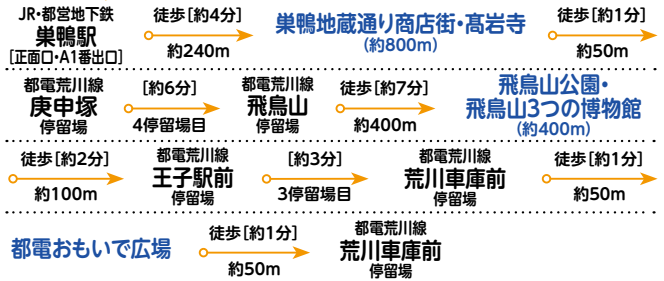 JR・都営地下鉄
巣鴨駅
[正面口・A1番出口]
徒歩[約4分]
約240m
巣鴨地蔵通り商店街・髙岩寺
(約800m)
徒歩[約1分]
約50m
都電荒川線
庚申塚
停留場
[約6分]
4停留場目
都電荒川線
飛鳥山
停留場
徒歩[約7分]
約400m
飛鳥山公園・
飛鳥山3つの博物館
(約400m)
徒歩[約2分]
約100m
都電荒川線
王子駅前
停留場
[約3分]
3停留場目
都電荒川線
荒川車庫前
停留場
徒歩[約1分]
約50m
都電おもいで広場
徒歩[約1分]
約50m
都電荒川線
荒川車庫前
停留場